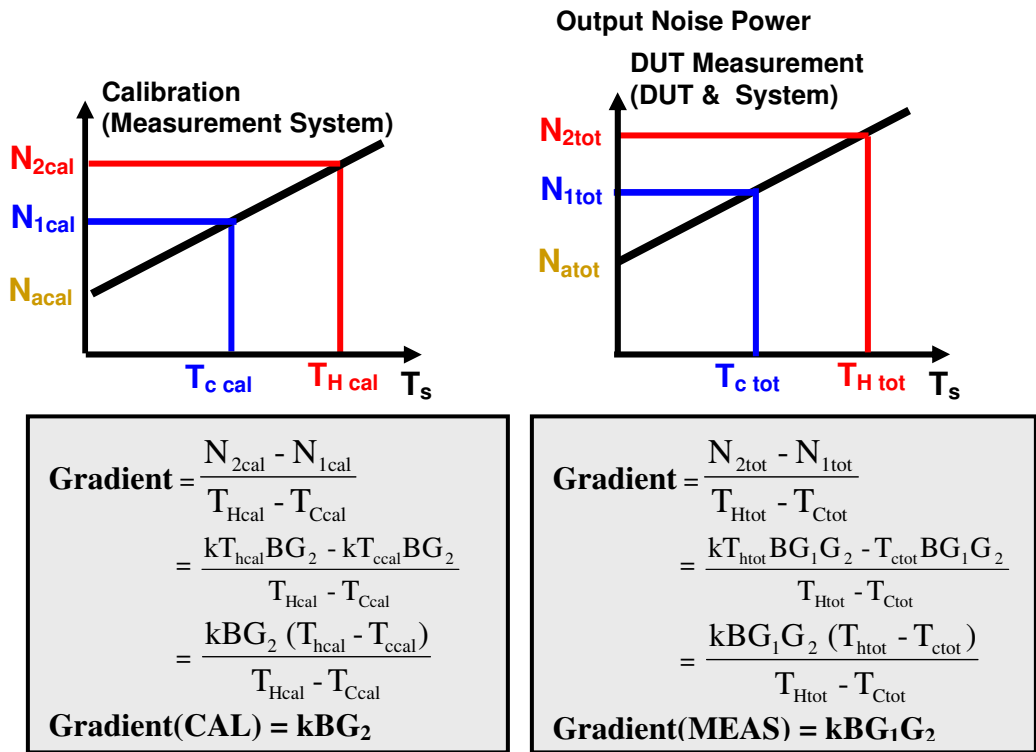 Output Noise Power
Calibration
(Measurement System)
N2cal
N1cal
Nacal
Tc cal
TH cal
Ts
DUT Measurement
(DUT & System)
N2tot
N1tot
Natot
Tc tot
TH tot
Ts
Gradient = (N2cal - N1cal) / (THcal - TCcal)
= (kThcalBG2 - kTccalBG2) / (THcal - TCcal)
= kBG2 (Thcal - Tccal) / (THcal - TCcal)
Gradient(CAL) = kBG2
Gradient = (N2tot - N1tot) / (THtot - TCtot)
= (kThtotBG1G2 - TctotBG1G2) / (THtot - TCtot)
= kBG1G2 (Thtot - Tctot) / (THtot - TCtot)
Gradient(MEAS) = kBG1G2